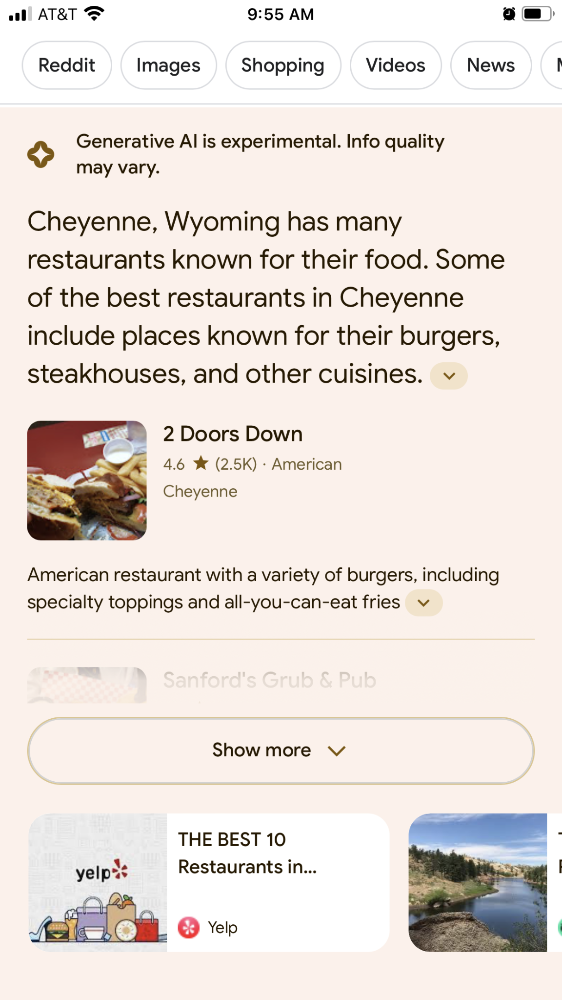 AT&T 9:55 AM
Reddit Images Shopping Videos News
Generative AI is experimental. Info quality
may vary.
Cheyenne, Wyoming has many
restaurants known for their food. Some
of the best restaurants in Cheyenne
include places known for their burgers,
steakhouses, and other cuisines.
2 Doors Down
4.6 ★ (2.5K) · American
Cheyenne
American restaurant with a variety of burgers, including
specialty toppings and all-you-can-eat fries
Sanford's Grub & Pub
Show more
yelp
THE BEST 10
Restaurants in...
Yelp